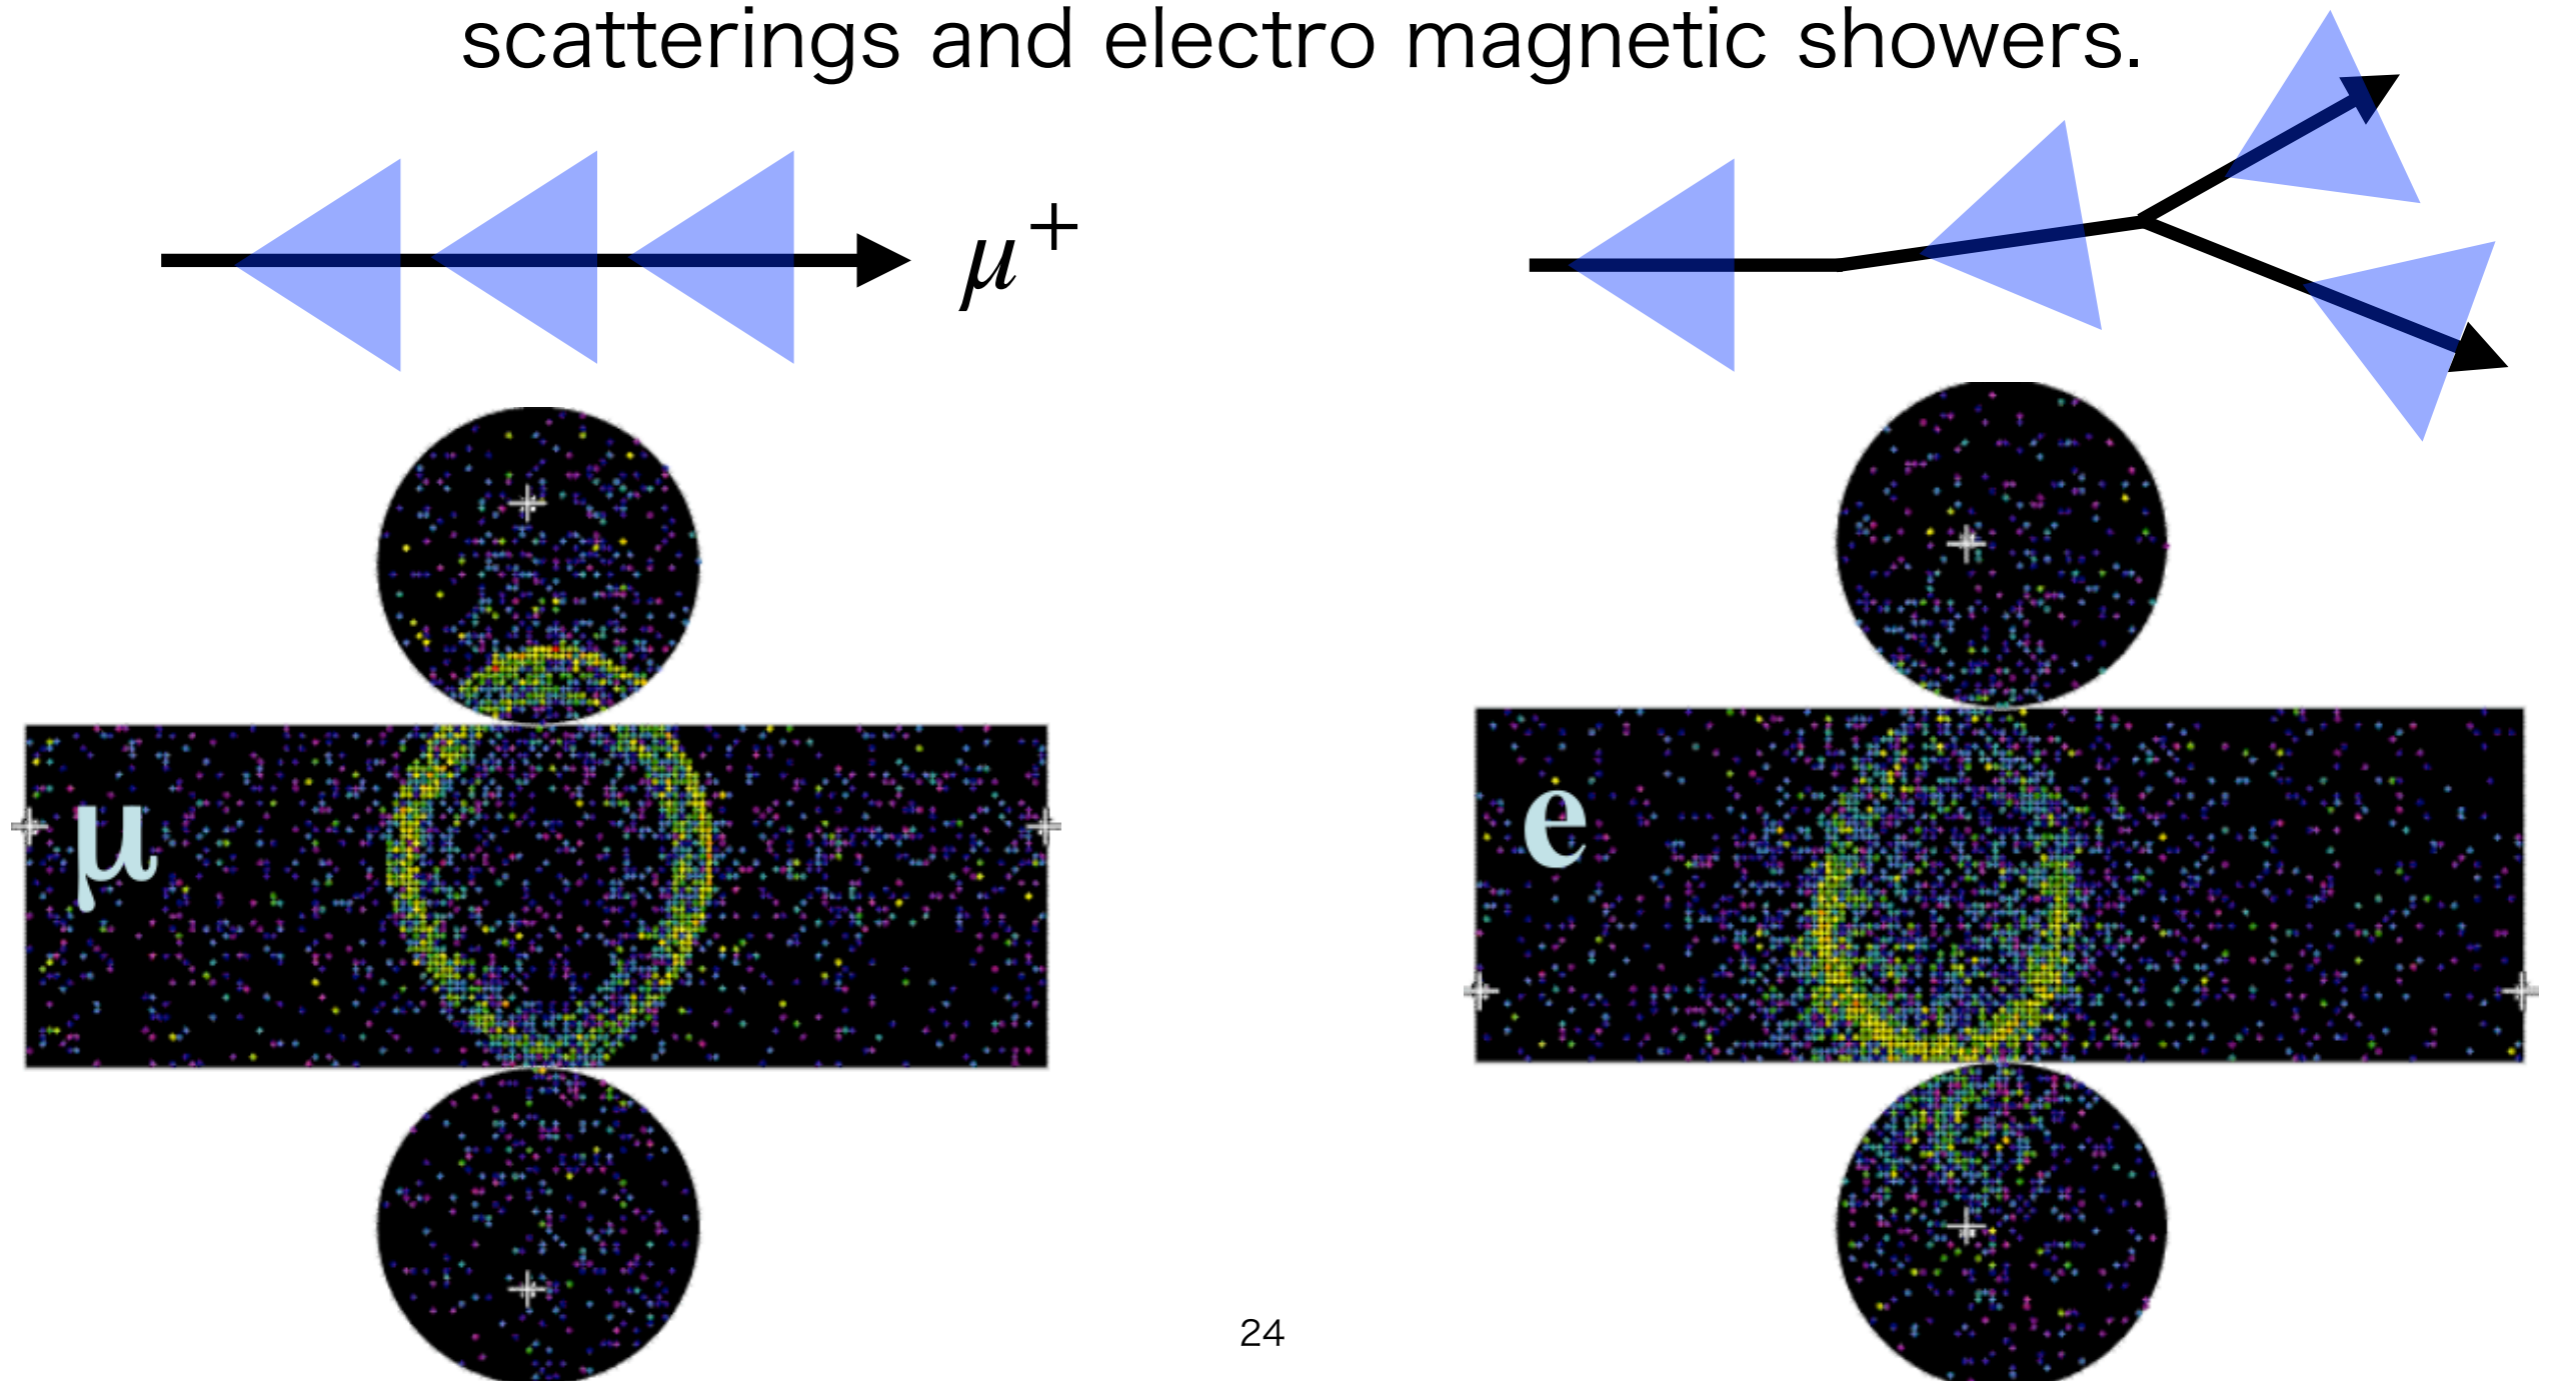 scatterings and electro magnetic showers.
μ⁺
μ
e
24